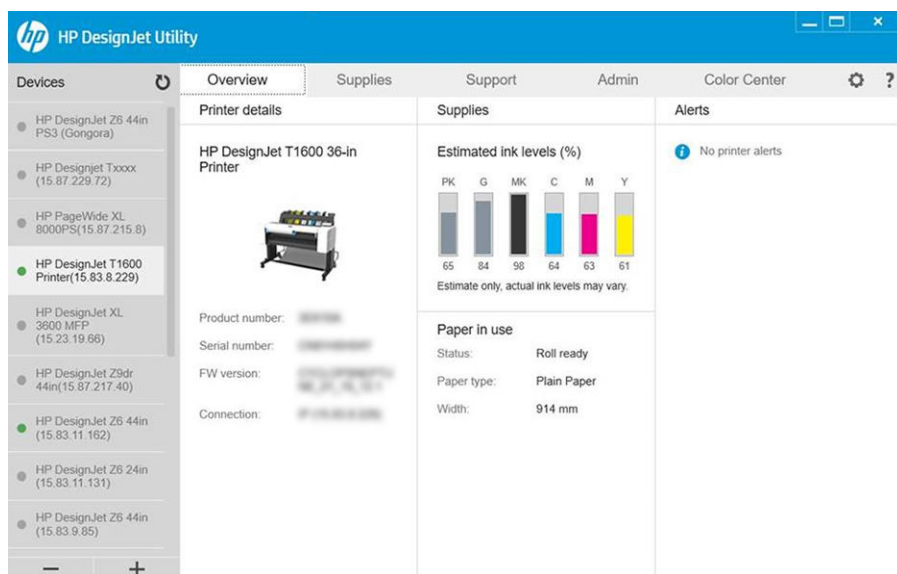 hp HP DesignJet Utility
Devices
HP DesignJet Z6 44in
PS3 (Gongora)
HP Designjet Txxxx
(15.87.229.72)
HP PageWide XL
8000PS(15.87.215.8)
HP DesignJet T1600
Printer(15.83.8.229)
HP DesignJet XL
3600 MFP
(15.23.19.66)
HP DesignJet Z9dr
44in(15.87.217.40)
HP DesignJet Z6 44in
(15.83.11.162)
HP DesignJet Z6 24in
(15.83.11.131)
HP DesignJet Z6 44in
(15.83.9.85)
Overview Supplies Support Admin Color Center ?
Printer details
HP DesignJet T1600 36-in
Printer
Product number:
Serial number:
FW version:
Connection:
Supplies
Estimated ink levels (%)
PK G MK C M Y
65 84 98 64 63 61
Estimate only, actual ink levels may vary.
Paper in use
Status: Roll ready
Paper type: Plain Paper
Width: 914 mm
Alerts
No printer alerts